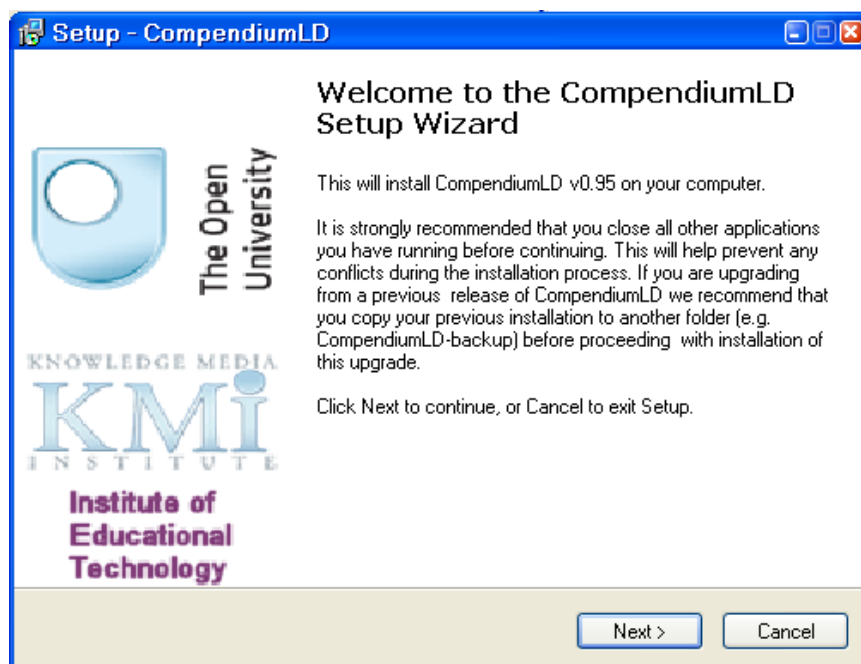 Setup - CompendiumLD
Welcome to the CompendiumLD
Setup Wizard
This will install CompendiumLD v0.95 on your computer.
It is strongly recommended that you close all other applications
you have running before continuing. This will help prevent any
conflicts during the installation process. If you are upgrading
from a previous  release of CompendiumLD we recommend that
you copy your previous installation to another folder (e.g.
CompendiumLD-backup) before proceeding  with installation of
this upgrade.
Click Next to continue, or Cancel to exit Setup.
The Open
University
KNOWLEDGE MEDIA
KMi
INSTITUTE
Institute of
Educational
Technology
Next >
Cancel